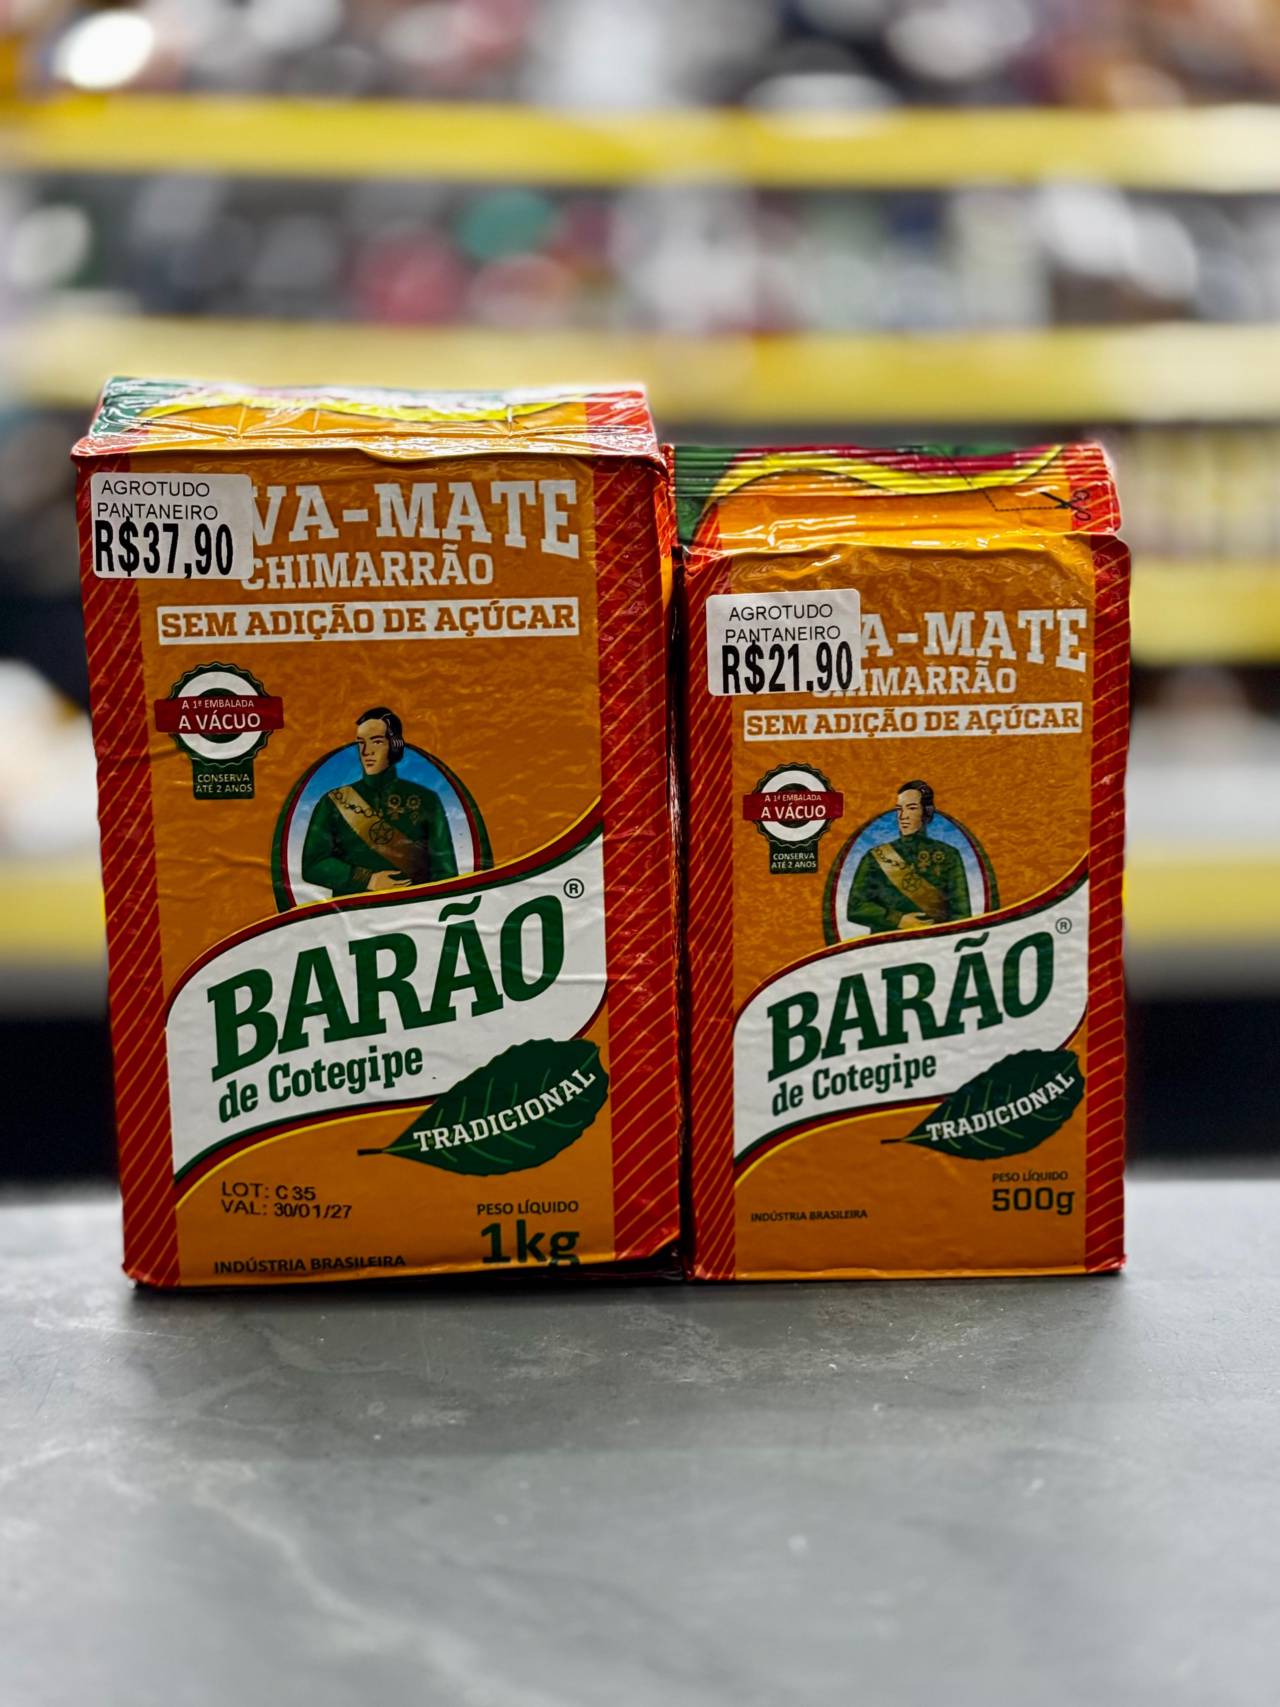 AGROTUDO
PANTANEIRO
R$37,90
VA-MATE
CHIMARRÃO
SEM ADIÇÃO DE AÇÚCAR
A 1ª EMBALADA
A VÁCUO
CONSERVA
ATÉ 2 ANOS
BARÃO®
de Cotegipe
TRADICIONAL
LOT: C35
VAL: 30/01/27
PESO LÍQUIDO
1kg
INDÚSTRIA BRASILEIRA
AGROTUDO
PANTANEIRO
R$21,90
A-MATE
CHIMARRÃO
SEM ADIÇÃO DE AÇÚCAR
A 1ª EMBALADA
A VÁCUO
CONSERVA
ATÉ 2 ANOS
BARÃO®
de Cotegipe
TRADICIONAL
PESO LÍQUIDO
500g
INDÚSTRIA BRASILEIRA